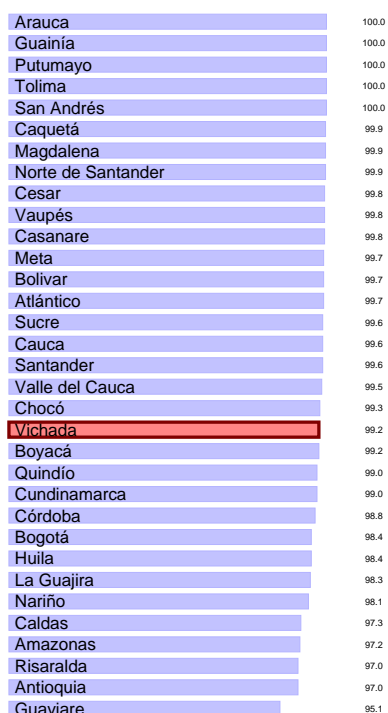 Arauca 100.0
Guainía 100.0
Putumayo 100.0
Tolima 100.0
San Andrés 100.0
Caquetá 99.9
Magdalena 99.9
Norte de Santander 99.9
Cesar 99.8
Vaupés 99.8
Casanare 99.8
Meta 99.7
Bolivar 99.7
Atlántico 99.7
Sucre 99.6
Cauca 99.6
Santander 99.6
Valle del Cauca 99.5
Chocó 99.3
Vichada 99.2
Boyacá 99.2
Quindío 99.0
Cundinamarca 99.0
Córdoba 98.8
Bogotá 98.4
Huila 98.4
La Guajira 98.3
Nariño 98.1
Caldas 97.3
Amazonas 97.2
Risaralda 97.0
Antioquia 97.0
Guaviare 95.1